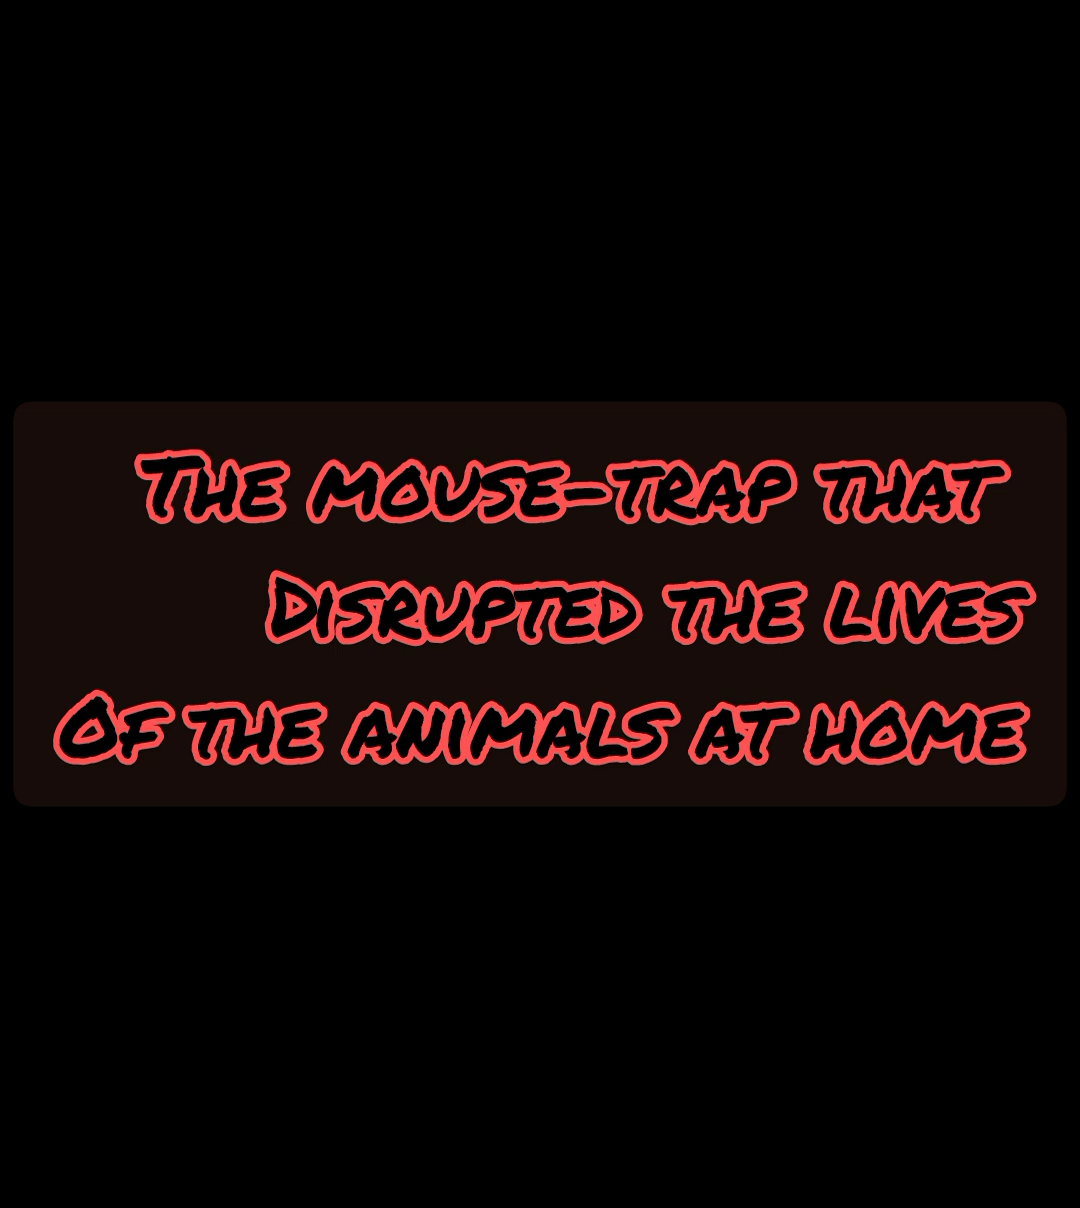 The mouse-trap that
Disrupted the lives
Of the animals at home